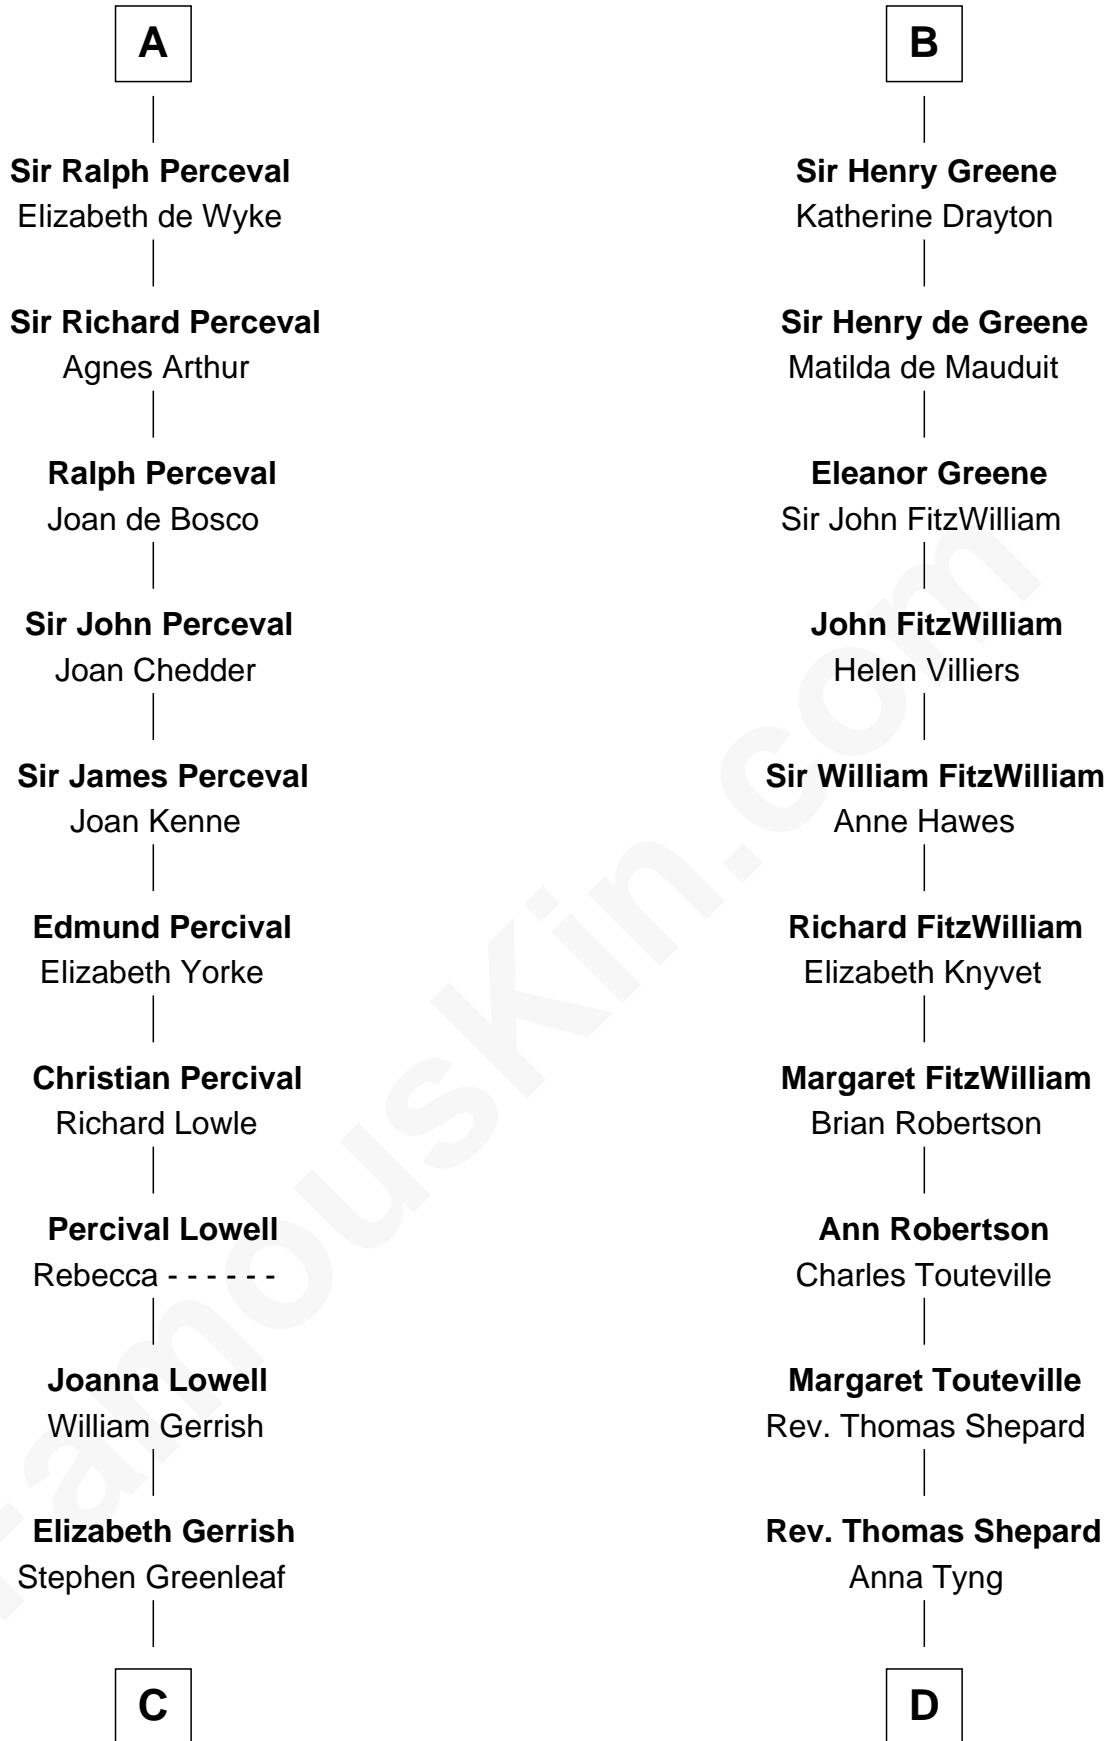 A
Sir Ralph Perceval
Elizabeth de Wyke
Sir Richard Perceval
Agnes Arthur
Ralph Perceval
Joan de Bosco
Sir John Perceval
Joan Chedder
Sir James Perceval
Joan Kenne
Edmund Percival
Elizabeth Yorke
Christian Percival
Richard Lowle
Percival Lowell
Rebecca - - - - - -
Joanna Lowell
William Gerrish
Elizabeth Gerrish
Stephen Greenleaf
C
B
Sir Henry Greene
Katherine Drayton
Sir Henry de Greene
Matilda de Mauduit
Eleanor Greene
Sir John FitzWilliam
John FitzWilliam
Helen Villiers
Sir William FitzWilliam
Anne Hawes
Richard FitzWilliam
Elizabeth Knyvet
Margaret FitzWilliam
Brian Robertson
Ann Robertson
Charles Touteville
Margaret Touteville
Rev. Thomas Shepard
Rev. Thomas Shepard
Anna Tyng
D
FamousKin.com